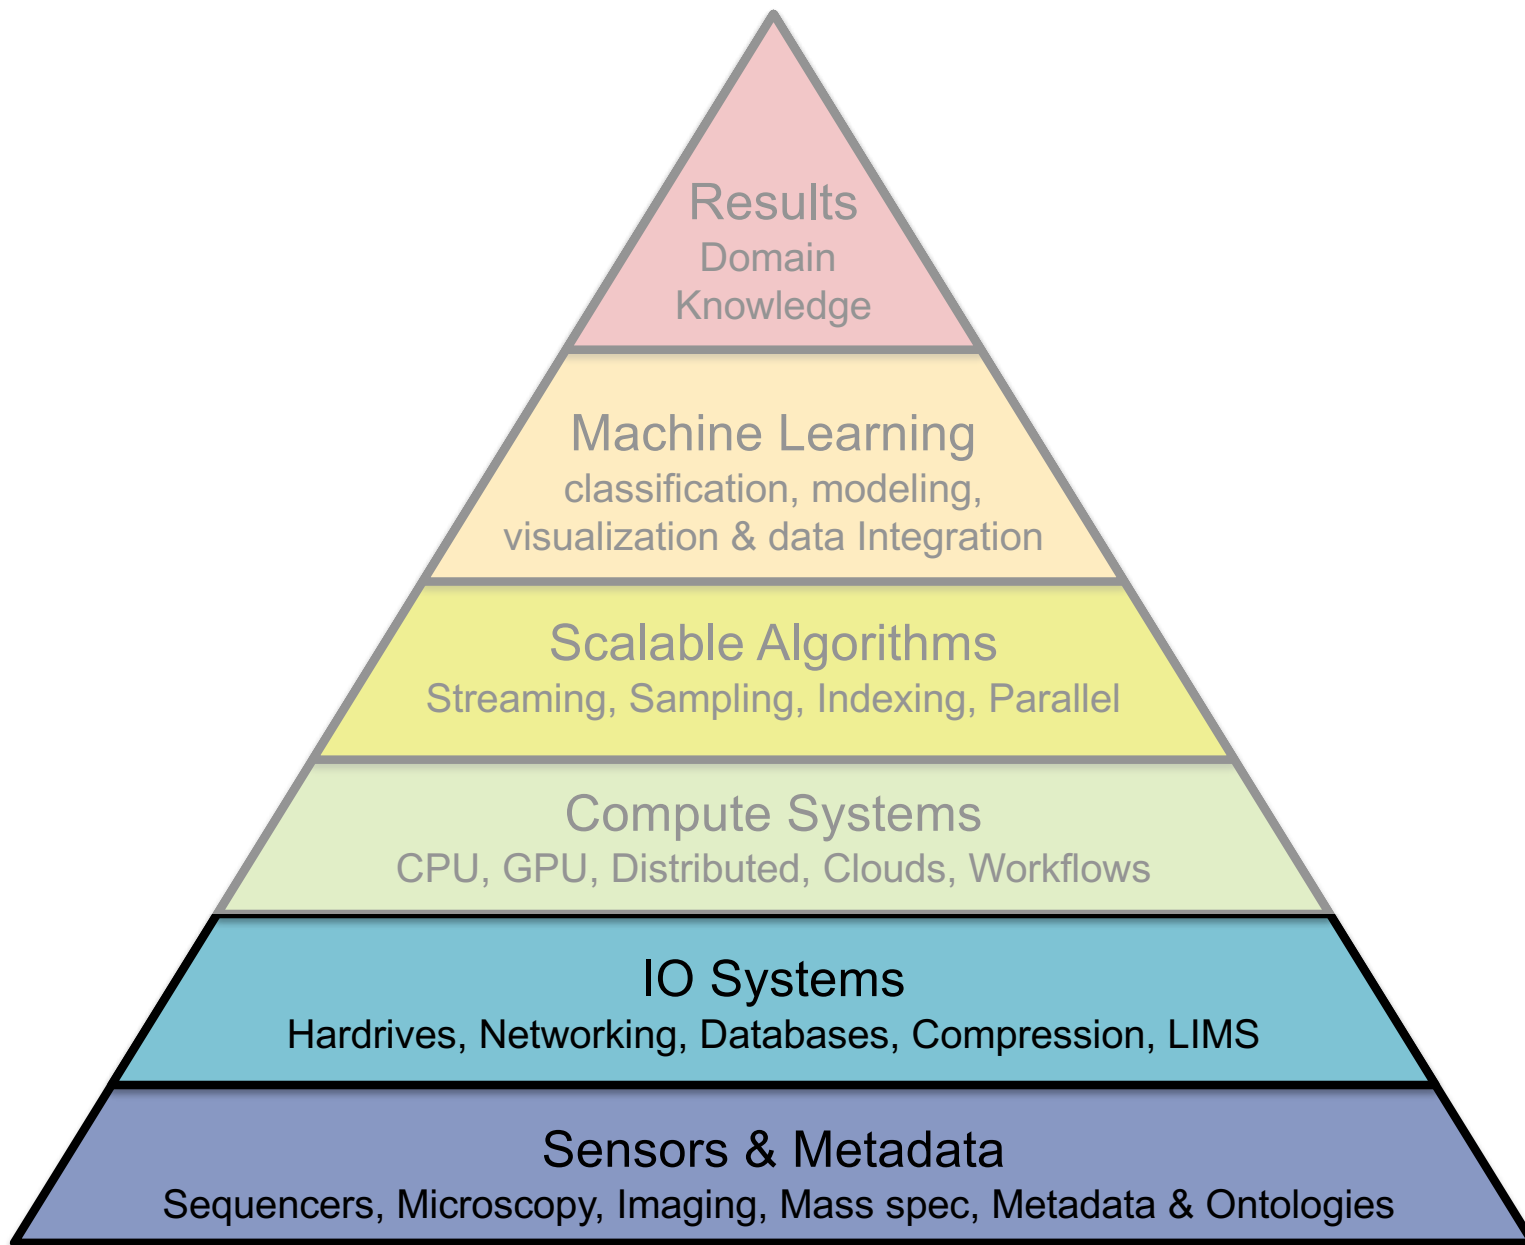 Results
Domain
Knowledge
Machine Learning
classification, modeling,
visualization & data Integration
Scalable Algorithms
Streaming, Sampling, Indexing, Parallel
Compute Systems
CPU, GPU, Distributed, Clouds, Workflows
IO Systems
Hardrives, Networking, Databases, Compression, LIMS
Sensors & Metadata
Sequencers, Microscopy, Imaging, Mass spec, Metadata & Ontologies